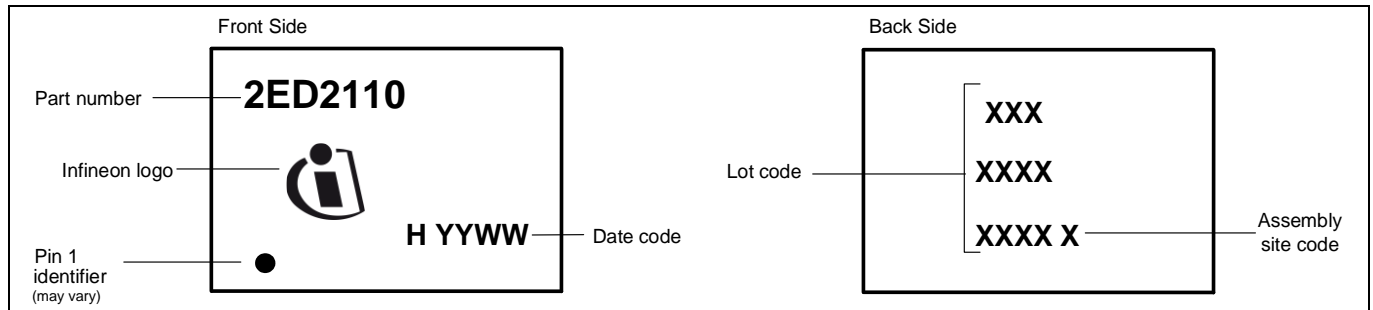 Front Side
Part number
2ED2110
Infineon logo
H YYWW
Date code
Pin 1
identifier
(may vary)
Back Side
XXX
Lot code
XXXX
XXXX X
Assembly
site code